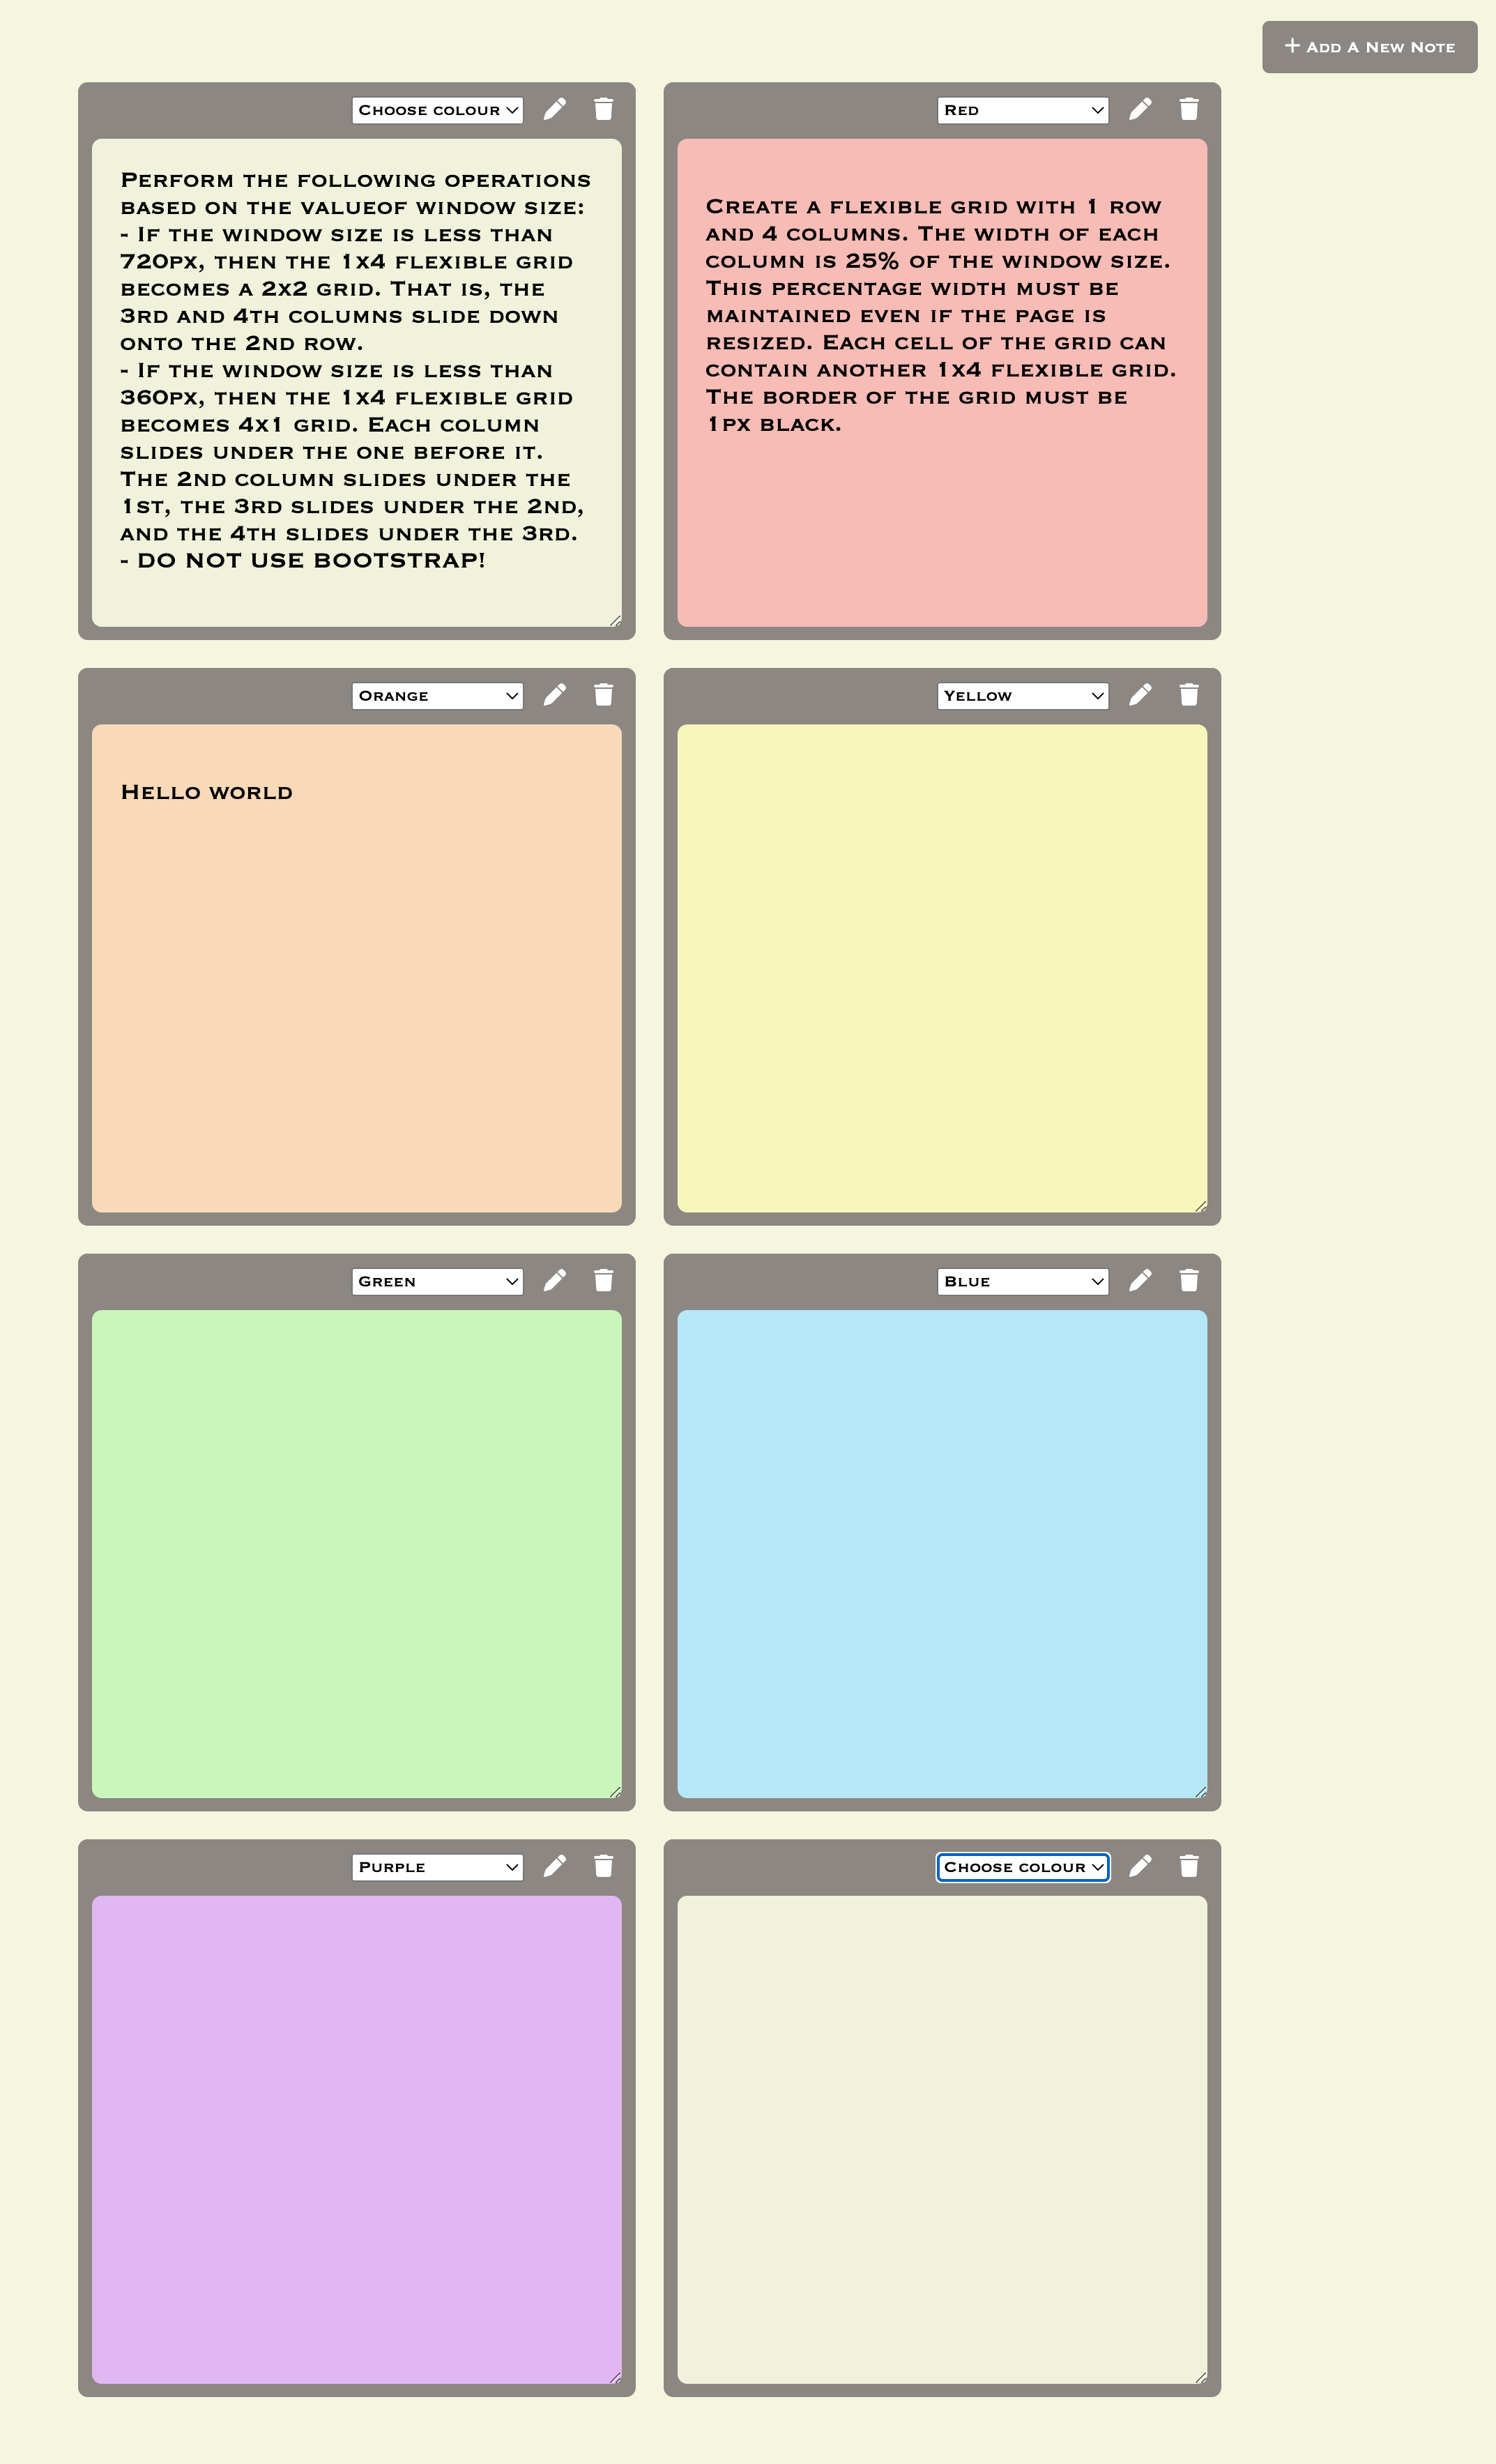 + Add A New Note
Choose colour
Red
Perform the following operations
based on the valueof window size:
- If the window size is less than
720px, then the 1x4 flexible grid
becomes a 2x2 grid. That is, the
3rd and 4th columns slide down
onto the 2nd row.
- If the window size is less than
360px, then the 1x4 flexible grid
becomes 4x1 grid. Each column
slides under the one before it.
The 2nd column slides under the
1st, the 3rd slides under the 2nd,
and the 4th slides under the 3rd.
- DO NOT USE BOOTSTRAP!
Create a flexible grid with 1 row
and 4 columns. The width of each
column is 25% of the window size.
This percentage width must be
maintained even if the page is
resized. Each cell of the grid can
contain another 1x4 flexible grid.
The border of the grid must be
1px black.
Orange
Yellow
Hello world
Green
Blue
Purple
Choose colour